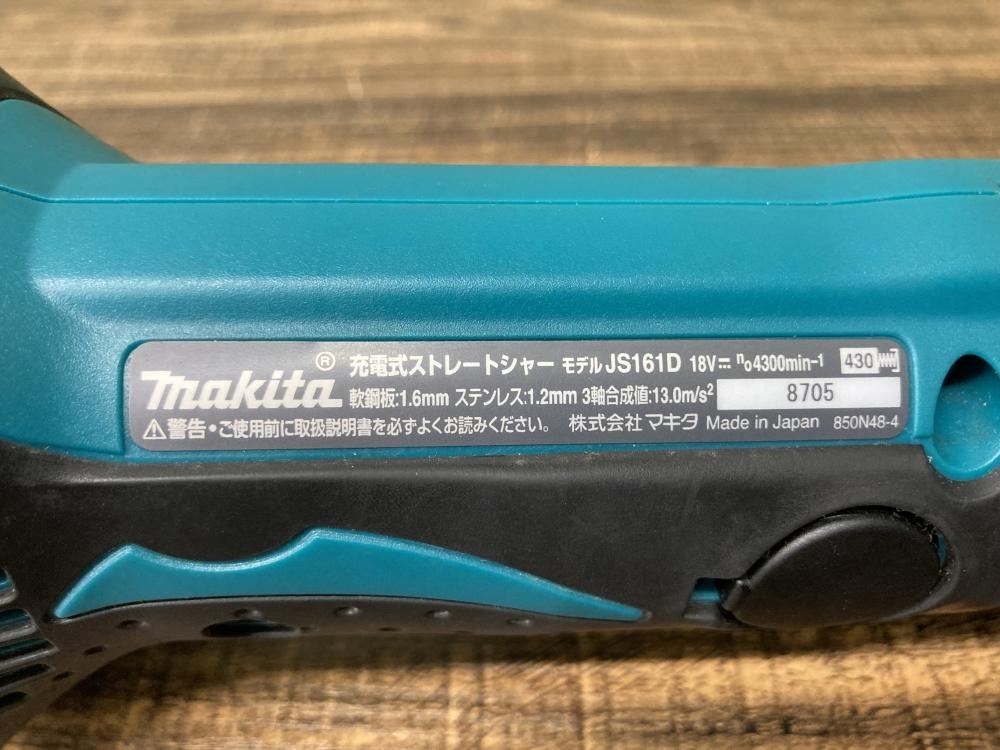 makita® 充電式ストレートシャー モデル JS161D 18V⎓ n₀4300min-1 430
軟鋼板:1.6mm ステンレス:1.2mm 3軸合成値:13.0m/s² 8705
⚠警告・ご使用前に取扱説明書を必ずよくお読みください。 株式会社 マキタ Made in Japan 850N48-4